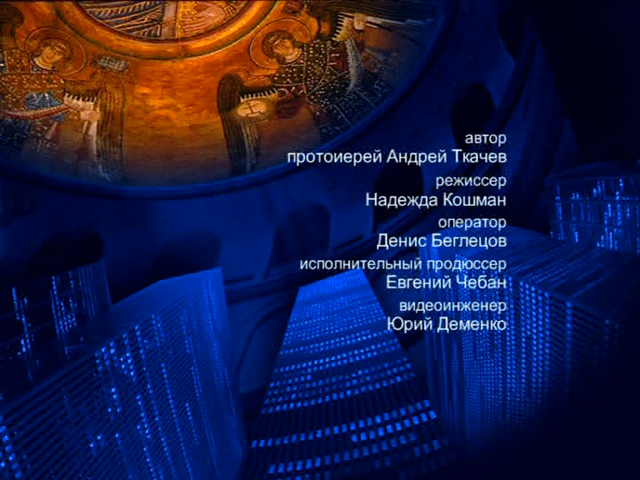 автор
протоиерей Андрей Ткачев
режиссер
Надежда Кошман
оператор
Денис Беглецов
исполнительный продюссер
Евгений Чебан
видеоинженер
Юрий Деменко